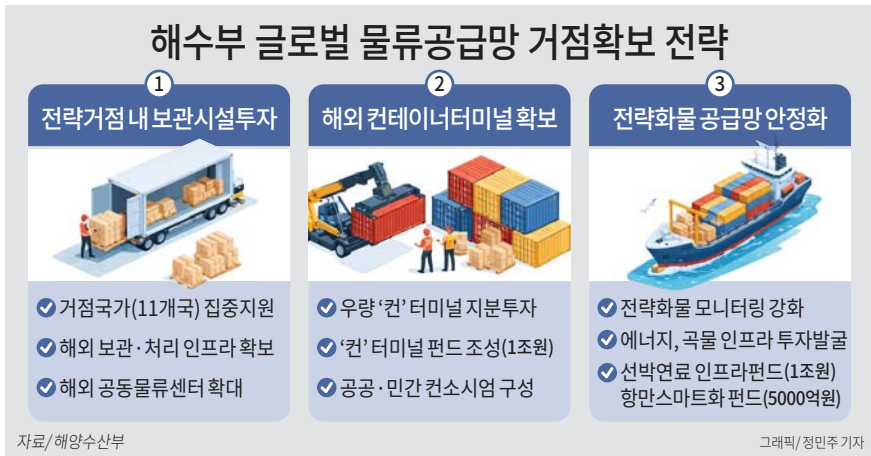 해수부 글로벌 물류공급망 거점확보 전략
1
전략거점 내 보관시설투자
거점국가(11개국) 집중지원
해외 보관·처리 인프라 확보
해외 공동물류센터 확대
2
해외 컨테이너터미널 확보
우량 ‘컨’ 터미널 지분투자
‘컨’ 터미널 펀드 조성(1조원)
공공·민간 컨소시엄 구성
3
전략화물 공급망 안정화
전략화물 모니터링 강화
에너지, 곡물 인프라 투자발굴
선박연료 인프라펀드(1조원)
항만스마트화 펀드(5000억원)
자료/해양수산부
그래픽/정민주 기자